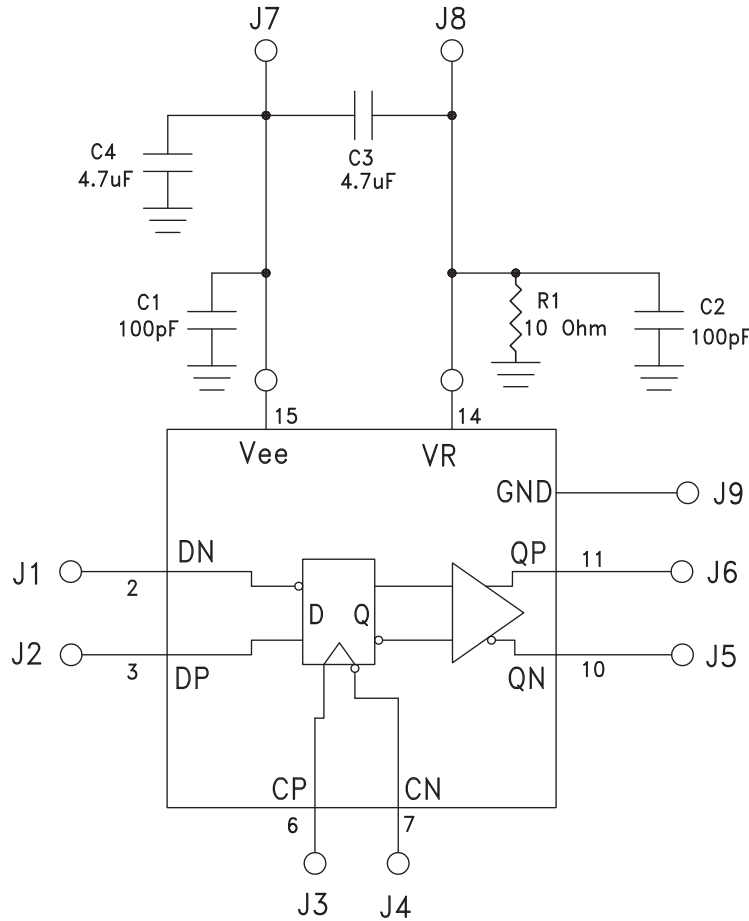 J7
J8
C4
4.7uF
C3
4.7uF
C1
100pF
R1
10 Ohm
C2
100pF
15
14
Vee
VR
GND
J9
J1
DN
2
QP
11
J6
D
Q
J2
3
DP
QN
10
J5
CP
CN
6
7
J3
J4